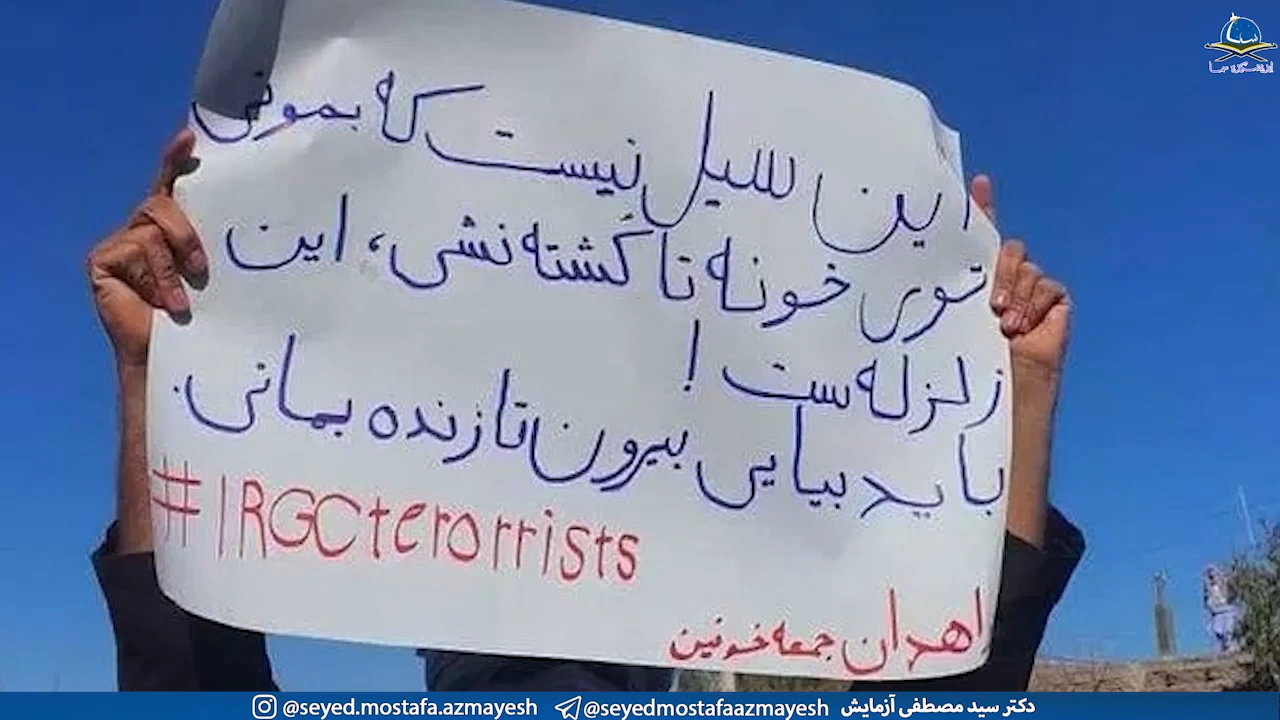 این سیل نیست که بمونی
توی خونه تا کشته نشی، این
زلزله ست !
باید بیایی بیرون تا زنده بمانی.
#IRGCterorrists
اهدان جمعه خونین
@seyed.mostafa.azmayesh @seyedmostafaazmayesh دکتر سید مصطفی آزمایش